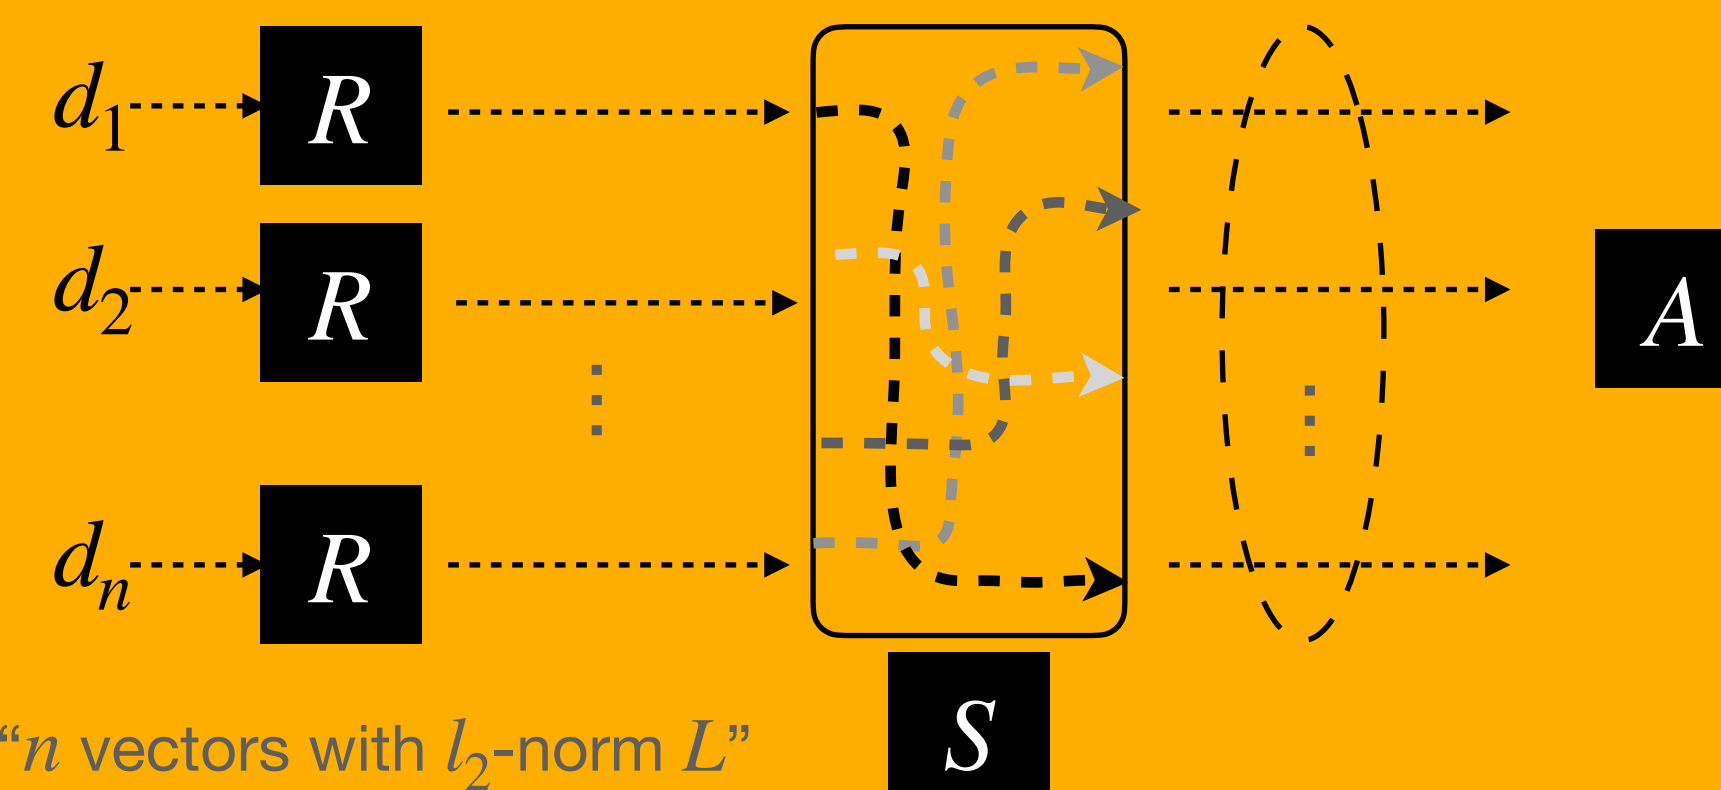 d₁ R
d₂ R
A
⋮ ⋮
dₙ R
S
“n vectors with l₂-norm L”